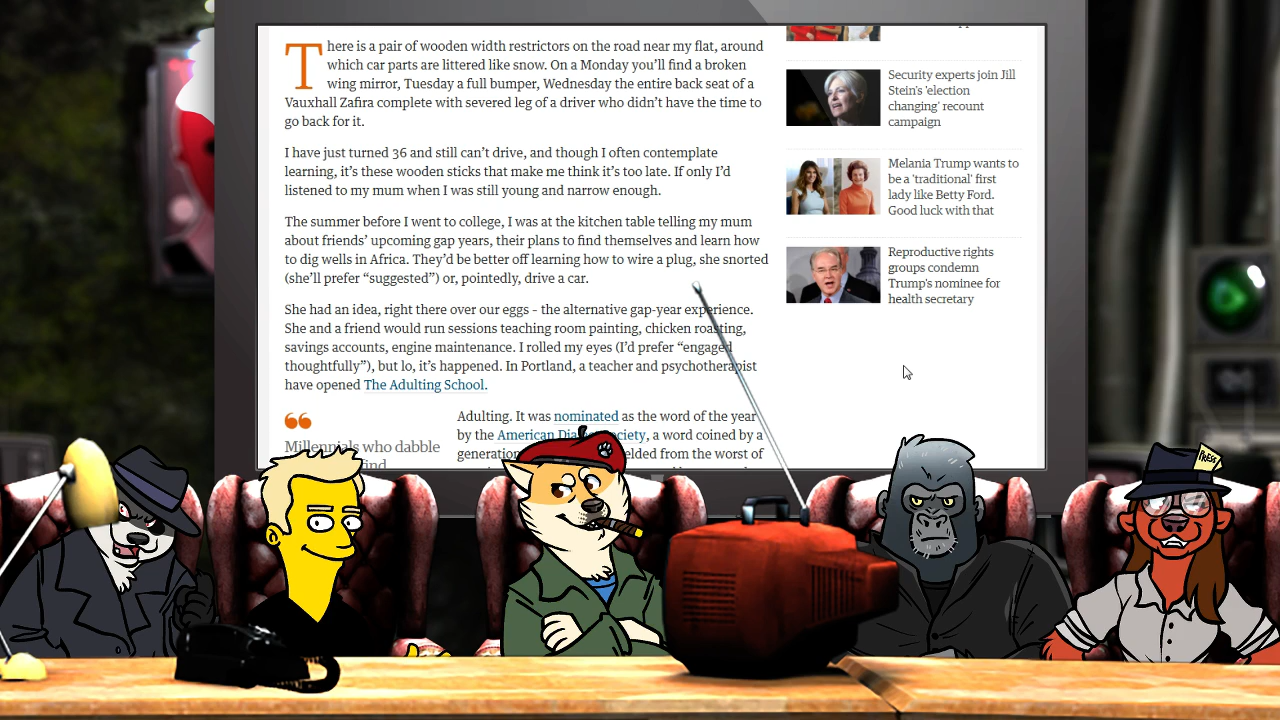 There is a pair of wooden width restrictors on the road near my flat, around
which car parts are littered like snow. On a Monday you’ll find a broken
wing mirror, Tuesday a full bumper, Wednesday the entire back seat of a
Vauxhall Zafira complete with severed leg of a driver who didn’t have the time to
go back for it.
I have just turned 36 and still can’t drive, and though I often contemplate
learning, it’s these wooden sticks that make me think it’s too late. If only I’d
listened to my mum when I was still young and narrow enough.
The summer before I went to college, I was at the kitchen table telling my mum
about friends’ upcoming gap years, their plans to find themselves and learn how
to dig wells in Africa. They’d be better off learning how to wire a plug, she snorted
(she’ll prefer “suggested”) or, pointedly, drive a car.
She had an idea, right there over our eggs – the alternative gap-year experience.
She and a friend would run sessions teaching room painting, chicken roasting,
savings accounts, engine maintenance. I rolled my eyes (I’d prefer “engaged
thoughtfully”), but lo, it’s happened. In Portland, a teacher and psychotherapist
have opened The Adulting School.
Millennials who dabble
find
Adulting. It was nominated as the word of the year
by the American Dialect Society, a word coined by a
generation wielded from the worst of
Security experts join Jill
Stein's 'election
changing' recount
campaign
Melania Trump wants to
be a 'traditional' first
lady like Betty Ford.
Good luck with that
Reproductive rights
groups condemn
Trump's nominee for
health secretary
PRESS